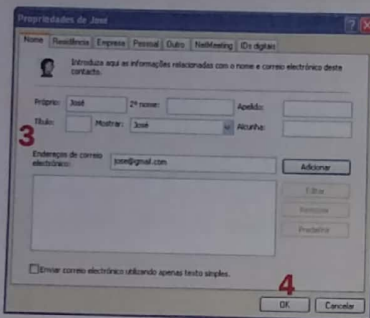 Propriedades de José
Nome Residência Empresa Pessoal Outro NetMeeting IDs digitais
Introduza aqui as informações relacionadas com o nome e correio electrónico deste
contacto.
Próprio: José 2º nome: Apelido:
Título: Mostrar: José Alcunha:
3
Endereços de correio
electrónico: jose@gmail.com Adicionar
Editar
Remover
Predefinir
Enviar correio electrónico utilizando apenas texto simples.
4
OK Cancelar